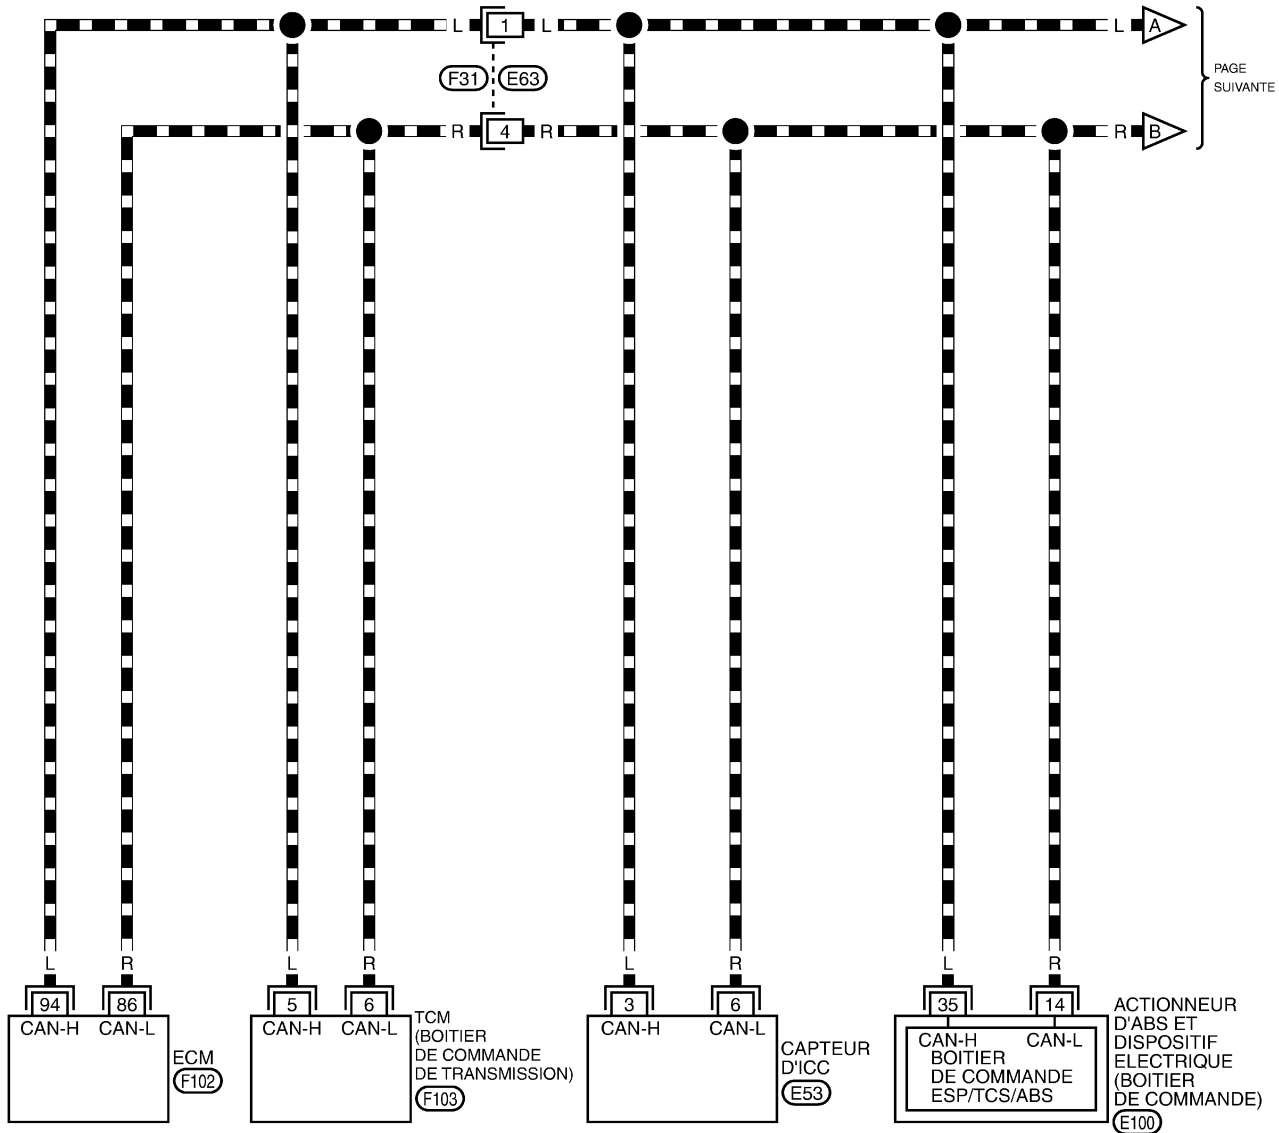 L 1 L L A
F31 E63
PAGE
SUIVANTE
R 4 R R B
L R L R L R L R
94 86 5 6 3 6 35 14
CAN-H CAN-L
ECM
F102
CAN-H CAN-L
TCM
(BOITIER
DE COMMANDE
DE TRANSMISSION)
F103
CAN-H CAN-L
CAPTEUR
D'ICC
E53
CAN-H CAN-L
BOITIER
DE COMMANDE
ESP/TCS/ABS
ACTIONNEUR
D'ABS ET
DISPOSITIF
ELECTRIQUE
(BOITIER
DE COMMANDE)
E100